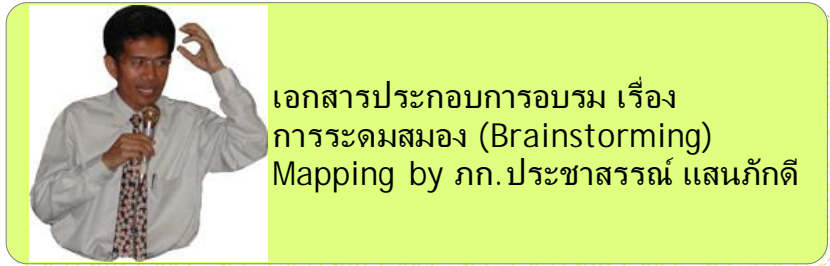 เอกสารประกอบการอบรม เรื่อง
การระดมสมอง (Brainstorming)
Mapping by ภก.ประชาสรรณ์ แสนภักดี